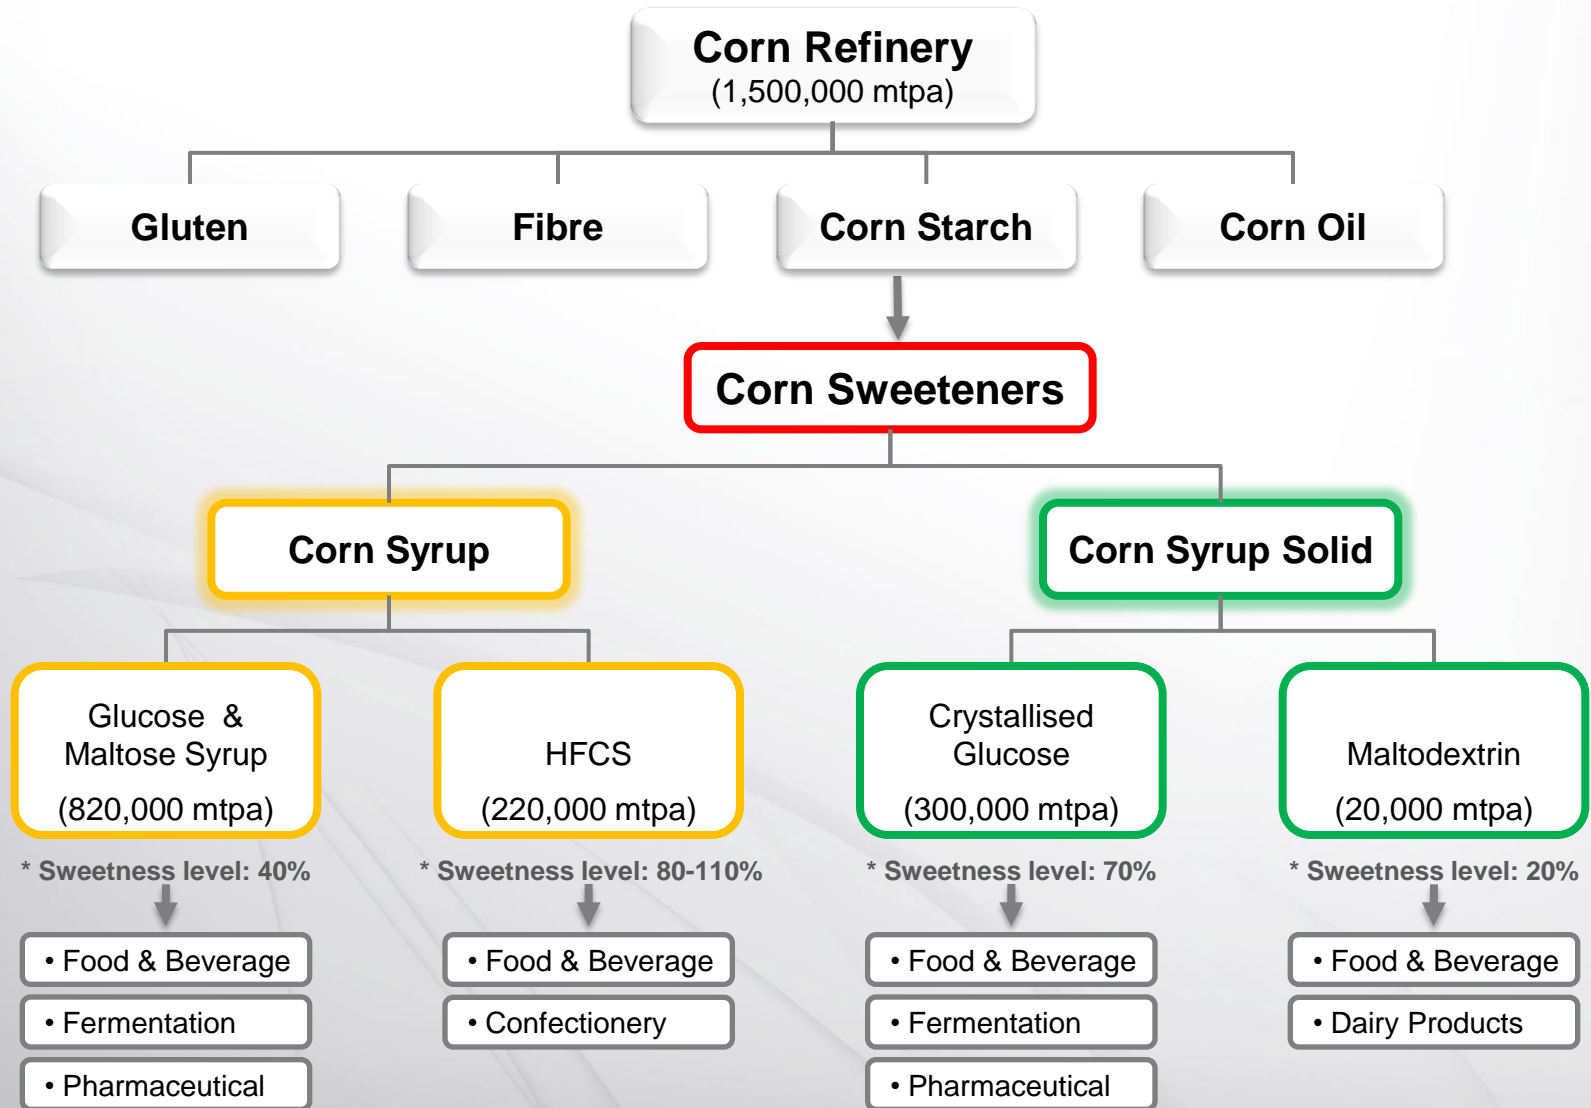 Corn Refinery
(1,500,000 mtpa)
Gluten
Fibre
Corn Starch
Corn Oil
Corn Sweeteners
Corn Syrup
Corn Syrup Solid
Glucose &
Maltose Syrup
(820,000 mtpa)
HFCS
(220,000 mtpa)
Crystallised
Glucose
(300,000 mtpa)
Maltodextrin
(20,000 mtpa)
* Sweetness level: 40%
* Sweetness level: 80-110%
* Sweetness level: 70%
* Sweetness level: 20%
• Food & Beverage
• Fermentation
• Pharmaceutical
• Food & Beverage
• Confectionery
• Food & Beverage
• Fermentation
• Pharmaceutical
• Food & Beverage
• Dairy Products